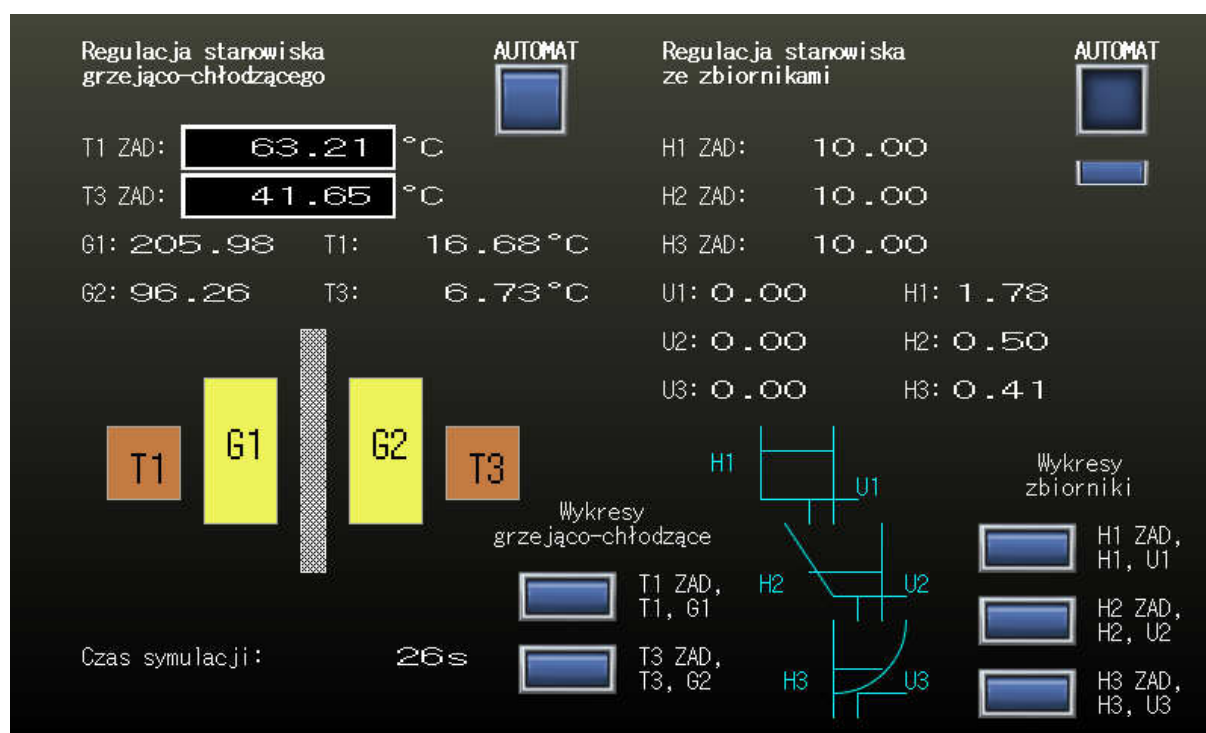 Regulacja stanowiska
grzejąco-chłodzącego
AUTOMAT
T1 ZAD: 63.21 °C
T3 ZAD: 41.65 °C
G1: 205.98 T1: 16.68°C
G2: 96.26 T3: 6.73°C
T1
G1
G2
T3
Wykresy
grzejąco-chłodzące
T1 ZAD,
T1, G1
T3 ZAD,
T3, G2
Czas symulacji: 26s
Regulacja stanowiska
ze zbiornikami
AUTOMAT
H1 ZAD: 10.00
H2 ZAD: 10.00
H3 ZAD: 10.00
U1: 0.00 H1: 1.78
U2: 0.00 H2: 0.50
U3: 0.00 H3: 0.41
H1
U1
H2
U2
H3
U3
Wykresy
zbiorniki
H1 ZAD,
H1, U1
H2 ZAD,
H2, U2
H3 ZAD,
H3, U3